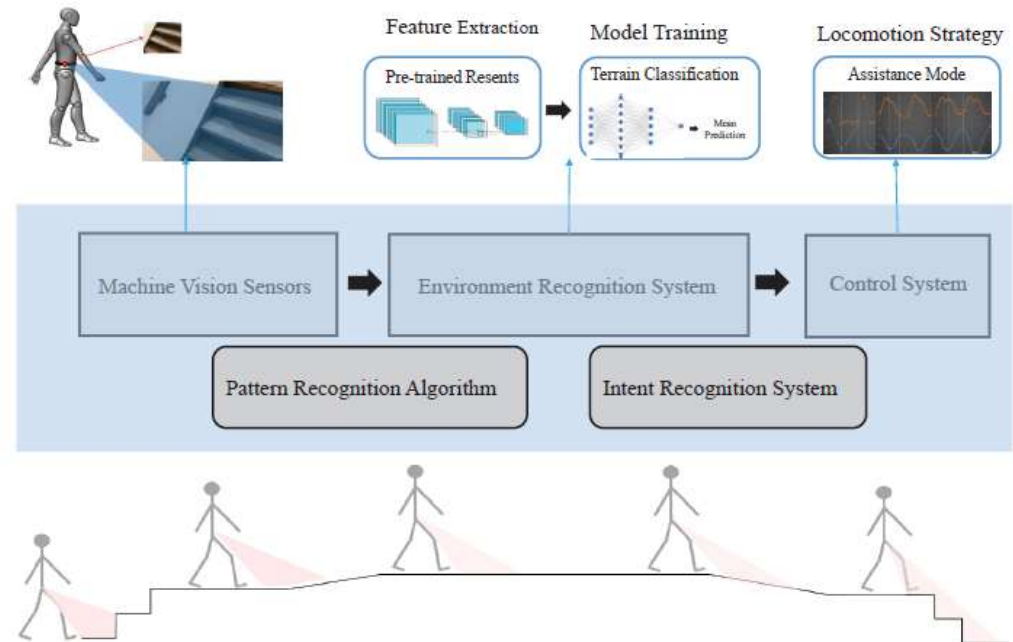 Feature Extraction
Model Training
Locomotion Strategy
Pre-trained Resents
Terrain Classification
Mean
Prediction
Assistance Mode
Machine Vision Sensors
Environment Recognition System
Control System
Pattern Recognition Algorithm
Intent Recognition System